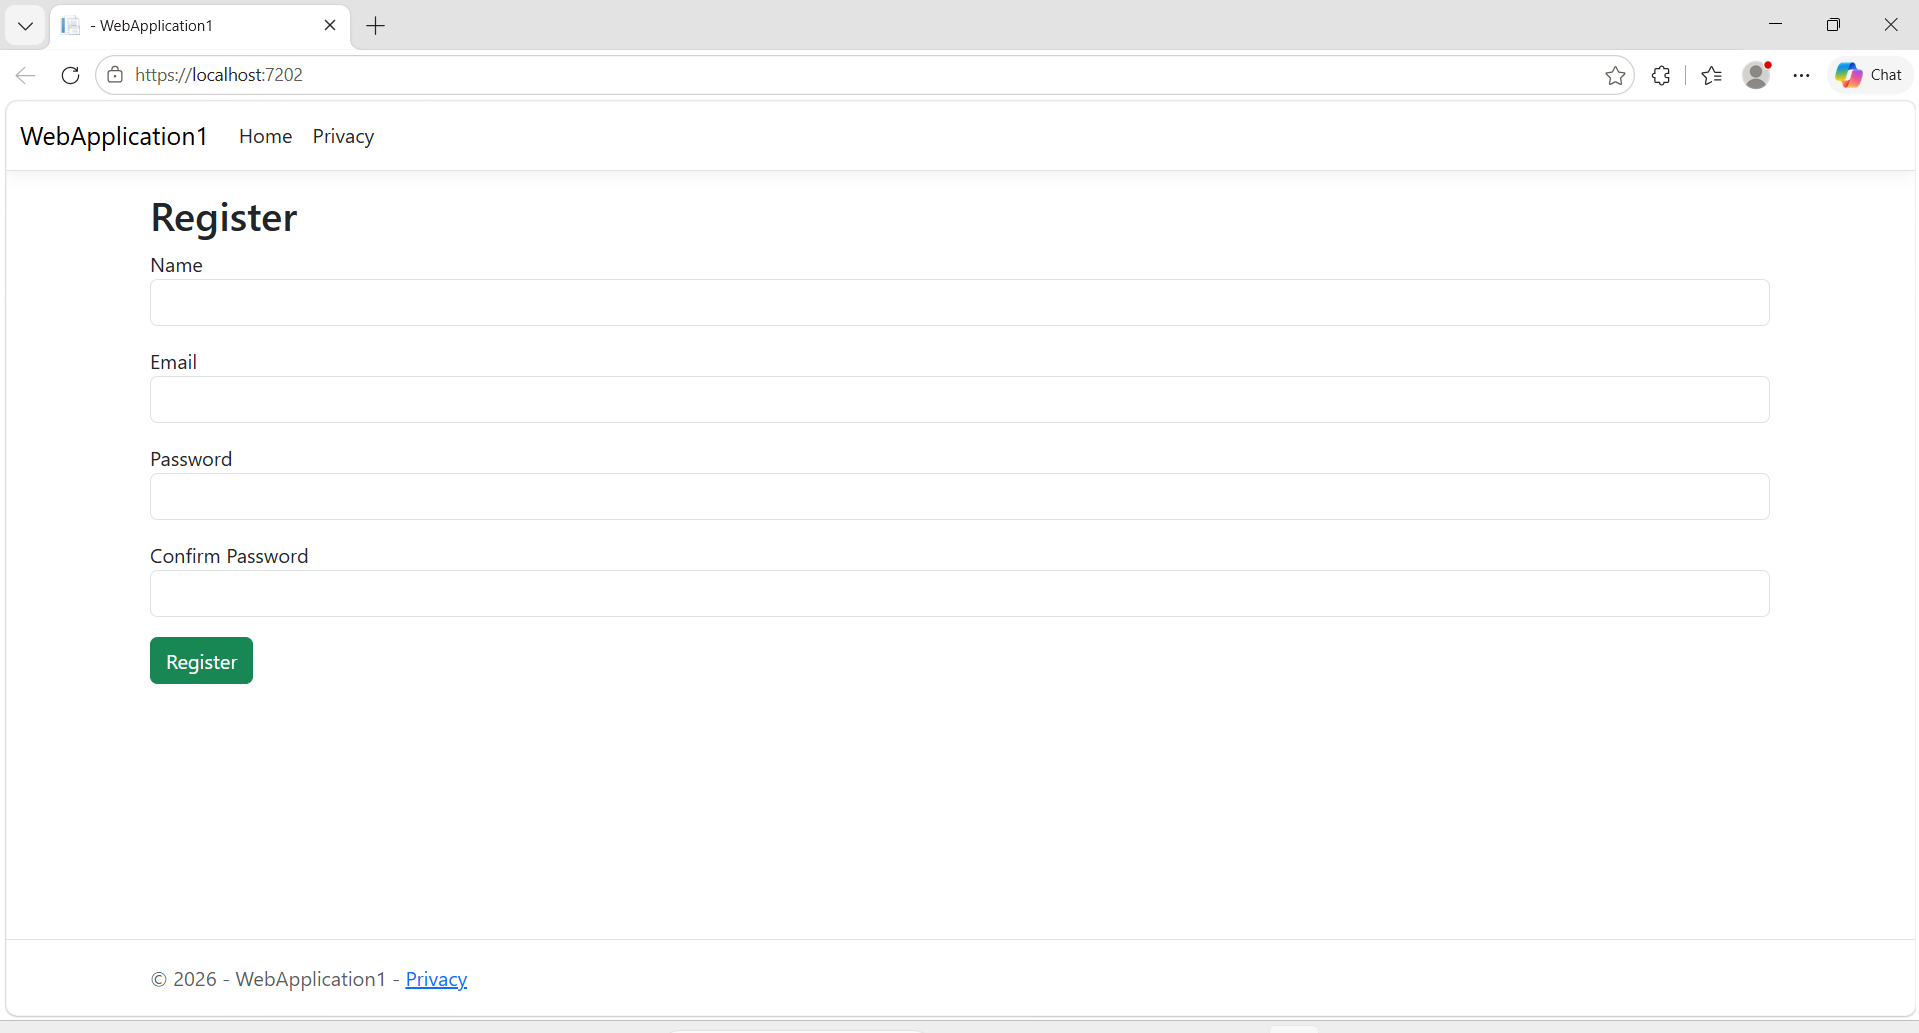 - WebApplication1
https://localhost:7202
Chat
WebApplication1 Home Privacy
Register
Name
Email
Password
Confirm Password
Register
© 2026 - WebApplication1 - Privacy